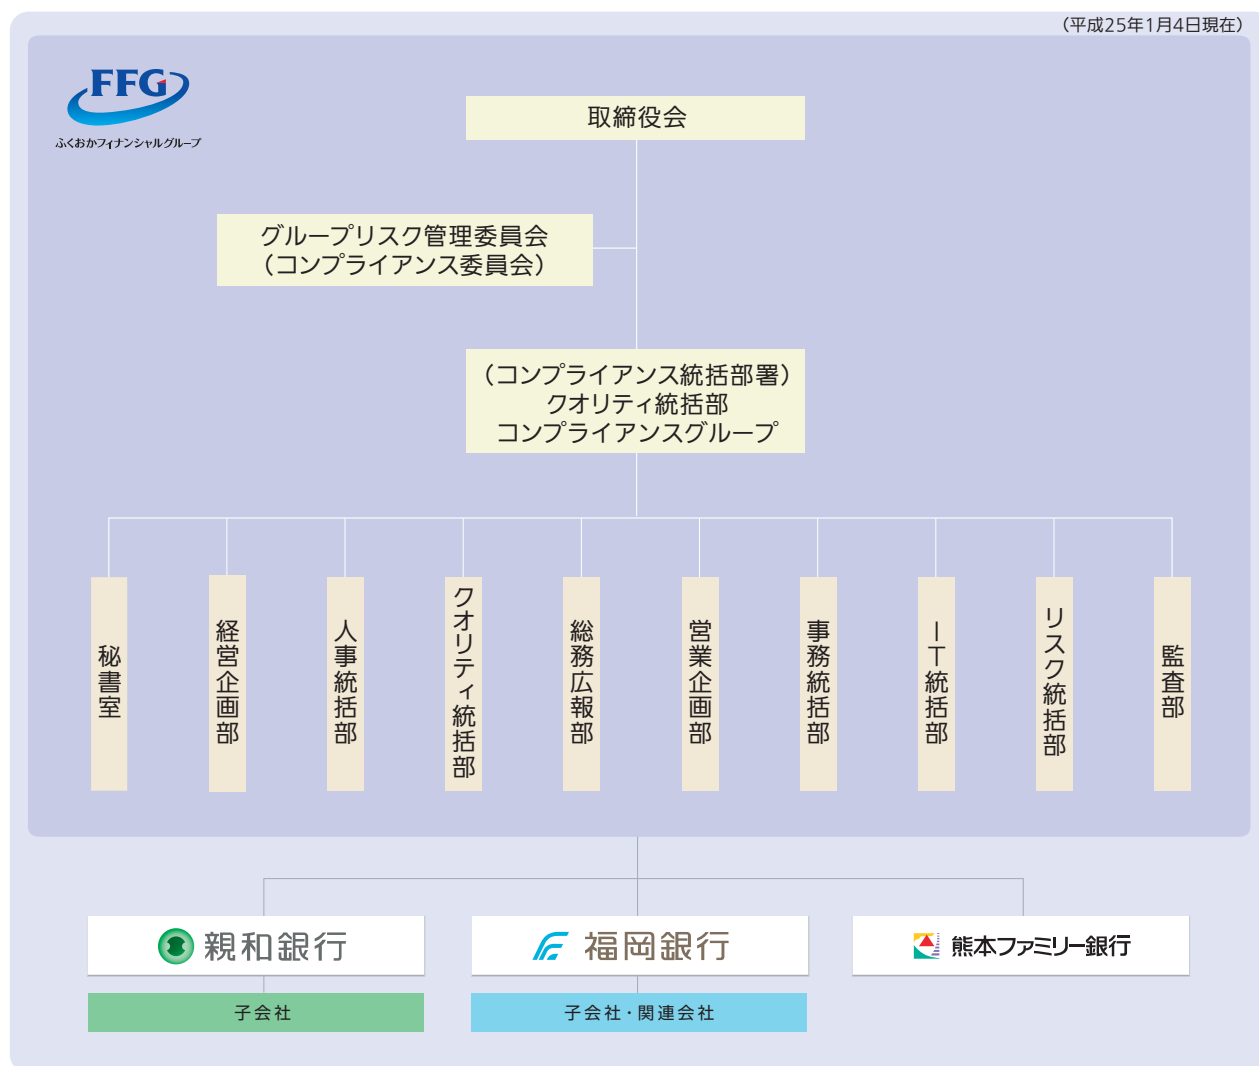 （平成25年1月4日現在）
FFG
ふくおかフィナンシャルグループ
取締役会
グループリスク管理委員会
（コンプライアンス委員会）
（コンプライアンス統括部署）
クオリティ統括部
コンプライアンスグループ
秘書室
経営企画部
人事統括部
クオリティ統括部
総務広報部
営業企画部
事務統括部
IT統括部
リスク統括部
監査部
親和銀行
福岡銀行
熊本ファミリー銀行
子会社
子会社・関連会社